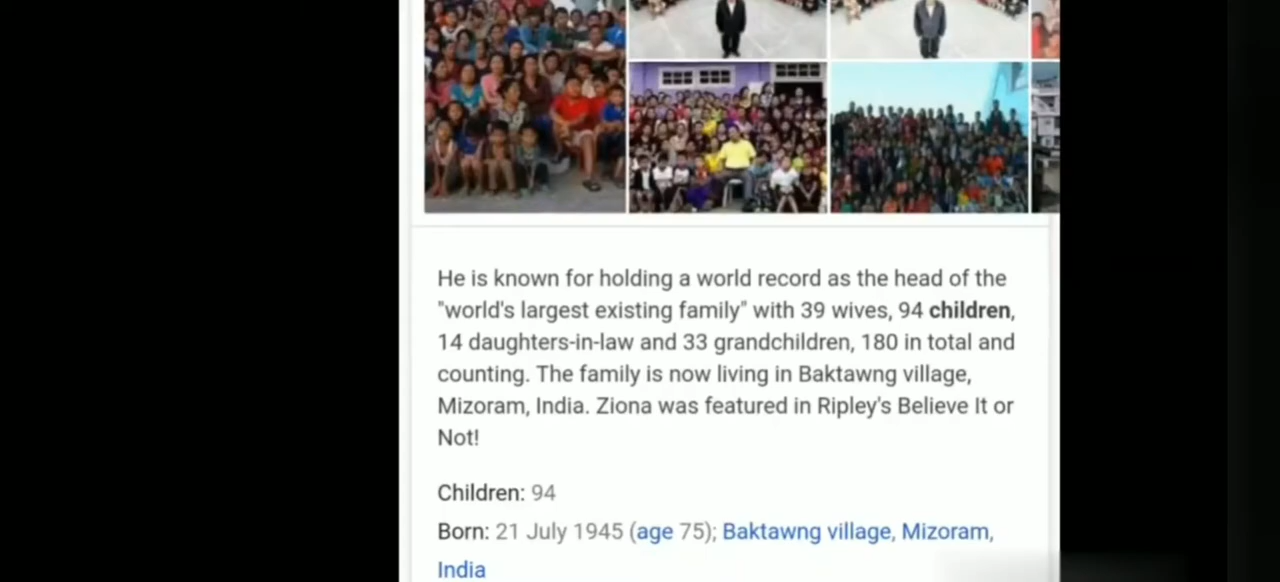 He is known for holding a world record as the head of the
"world's largest existing family" with 39 wives, 94 children,
14 daughters-in-law and 33 grandchildren, 180 in total and
counting. The family is now living in Baktawng village,
Mizoram, India. Ziona was featured in Ripley's Believe It or
Not!
Children: 94
Born: 21 July 1945 (age 75); Baktawng village, Mizoram,
India